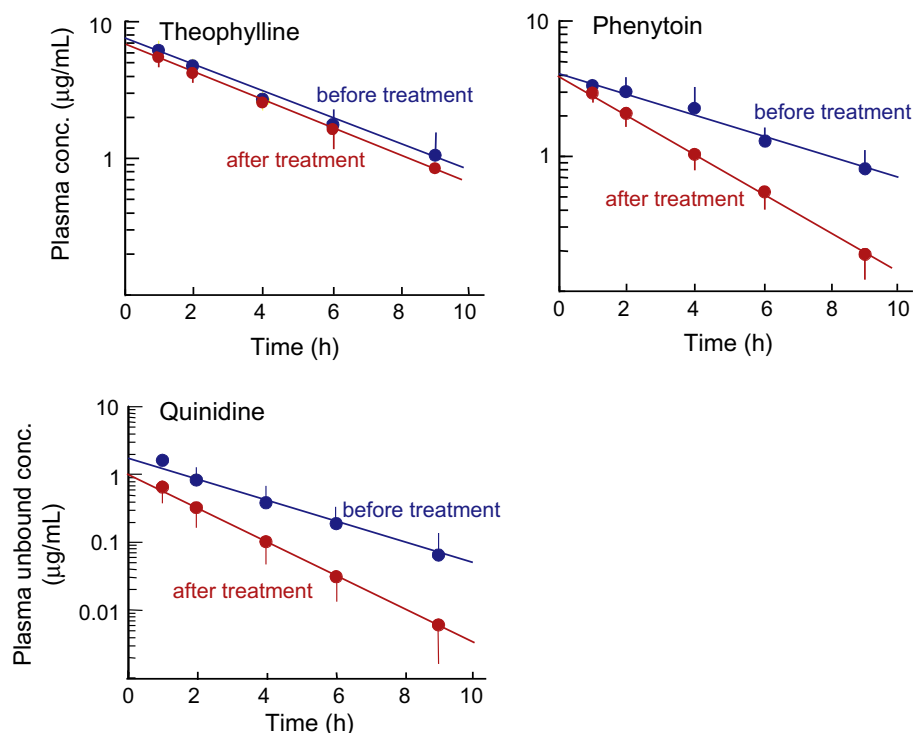 Theophylline
10
1
Plasma conc. (μg/mL)
before treatment
after treatment
0 2 4 6 8 10
Time (h)
Phenytoin
10
1
before treatment
after treatment
0 2 4 6 8 10
Time (h)
Quinidine
10
1
0.1
0.01
Plasma unbound conc.
(μg/mL)
before treatment
after treatment
0 2 4 6 8 10
Time (h)